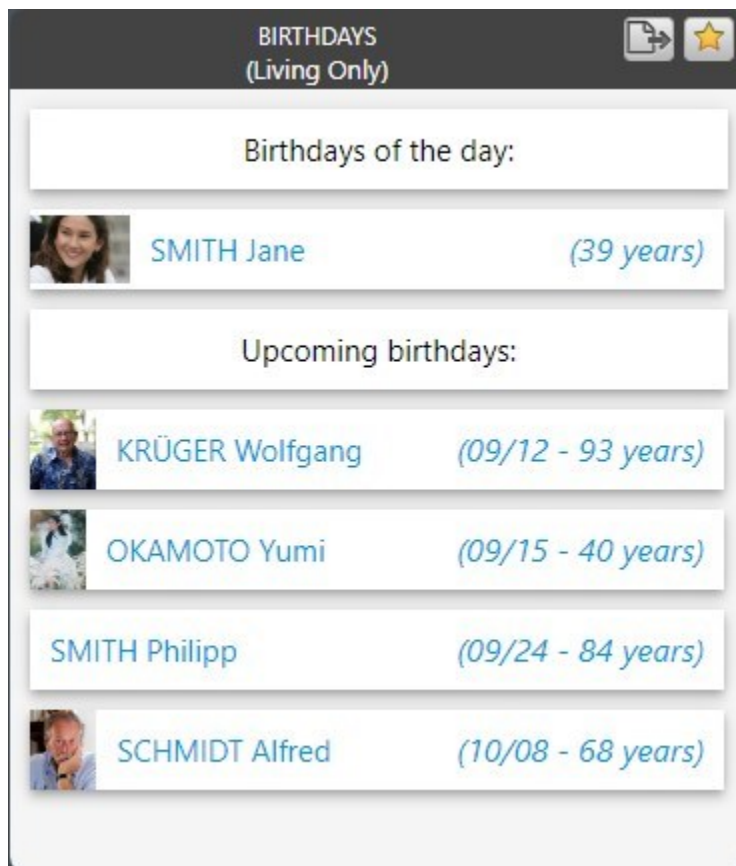 BIRTHDAYS
(Living Only)
Birthdays of the day:
SMITH Jane (39 years)
Upcoming birthdays:
KRÜGER Wolfgang (09/12 - 93 years)
OKAMOTO Yumi (09/15 - 40 years)
SMITH Philipp (09/24 - 84 years)
SCHMIDT Alfred (10/08 - 68 years)